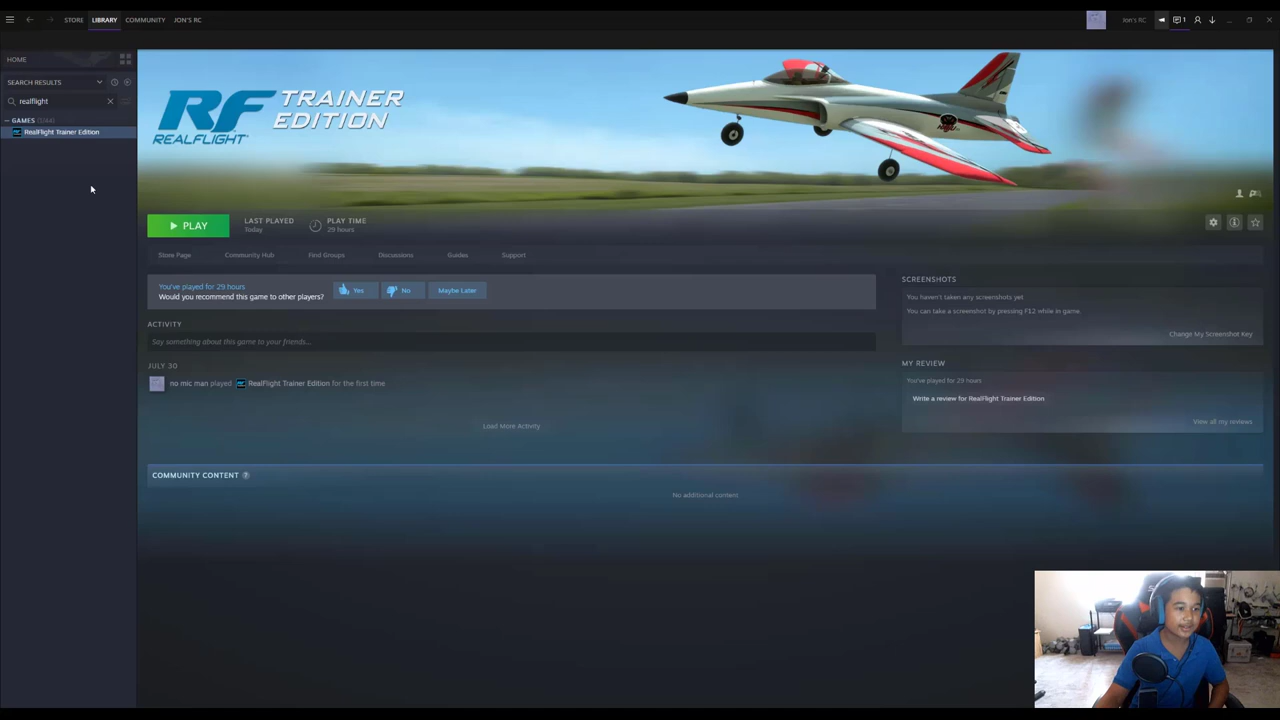 STORE LIBRARY COMMUNITY JON'S RC
Jon's RC 1
HOME
SEARCH RESULTS
realflight
GAMES
RealFlight Trainer Edition
RF TRAINER
REALFLIGHT EDITION
PLAY
LAST PLAYED
Today
PLAY TIME
29 hours
Store Page Community Hub Find Groups Discussions Guides Support
You've played for 29 hours
Would you recommend this game to other players?
Yes No Maybe Later
ACTIVITY
Say something about this game to your friends...
JULY 30
no mic man played RealFlight Trainer Edition for the first time
Load More Activity
SCREENSHOTS
You haven't taken any screenshots yet
You can take a screenshot by pressing F12 while in game.
Change My Screenshot Key
MY REVIEW
You've played for 29 hours
Write a review for RealFlight Trainer Edition
View all my reviews
COMMUNITY CONTENT ?
No additional content